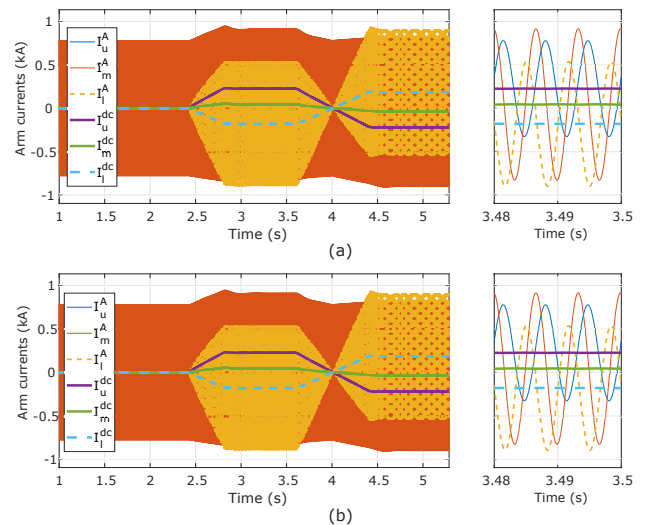 Arm currents (kA)
1
0.5
0
-0.5
-1
I_u^A
I_m^A
I_l^A
I_u^dc
I_m^dc
I_l^dc
1 1.5 2 2.5 3 3.5 4 4.5 5
Time (s)
3.48 3.49 3.5
Time (s)
(a)
Arm currents (kA)
1
0.5
0
-0.5
-1
I_u^A
I_m^A
I_l^A
I_u^dc
I_m^dc
I_l^dc
1 1.5 2 2.5 3 3.5 4 4.5 5
Time (s)
3.48 3.49 3.5
Time (s)
(b)